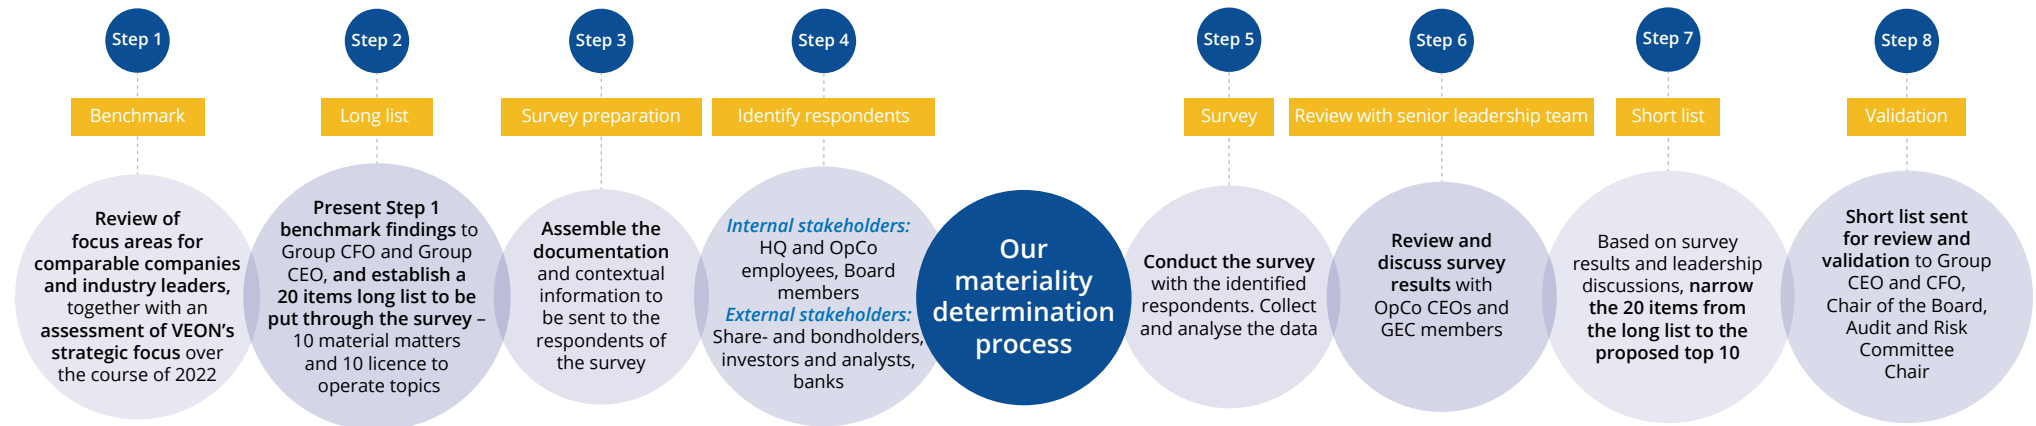 Step 1
Benchmark
Review of
focus areas for
comparable companies
and industry leaders,
together with an
assessment of VEON’s
strategic focus over
the course of 2022
Step 2
Long list
Present Step 1
benchmark findings to
Group CFO and Group
CEO, and establish a
20 items long list to be
put through the survey –
10 material matters
and 10 licence to
operate topics
Step 3
Survey preparation
Assemble the
documentation
and contextual
information to
be sent to the
respondents of
the survey
Step 4
Identify respondents
Internal stakeholders:
HQ and OpCo
employees, Board
members
External stakeholders:
Share- and bondholders,
investors and analysts,
banks
Our
materiality
determination
process
Step 5
Survey
Conduct the survey
with the identified
respondents. Collect
and analyse the data
Step 6
Review with senior leadership team
Review and
discuss survey
results with
OpCo CEOs and
GEC members
Step 7
Short list
Based on survey
results and leadership
discussions, narrow
the 20 items from
the long list to the
proposed top 10
Step 8
Validation
Short list sent
for review and
validation to Group
CEO and CFO,
Chair of the Board,
Audit and Risk
Committee
Chair